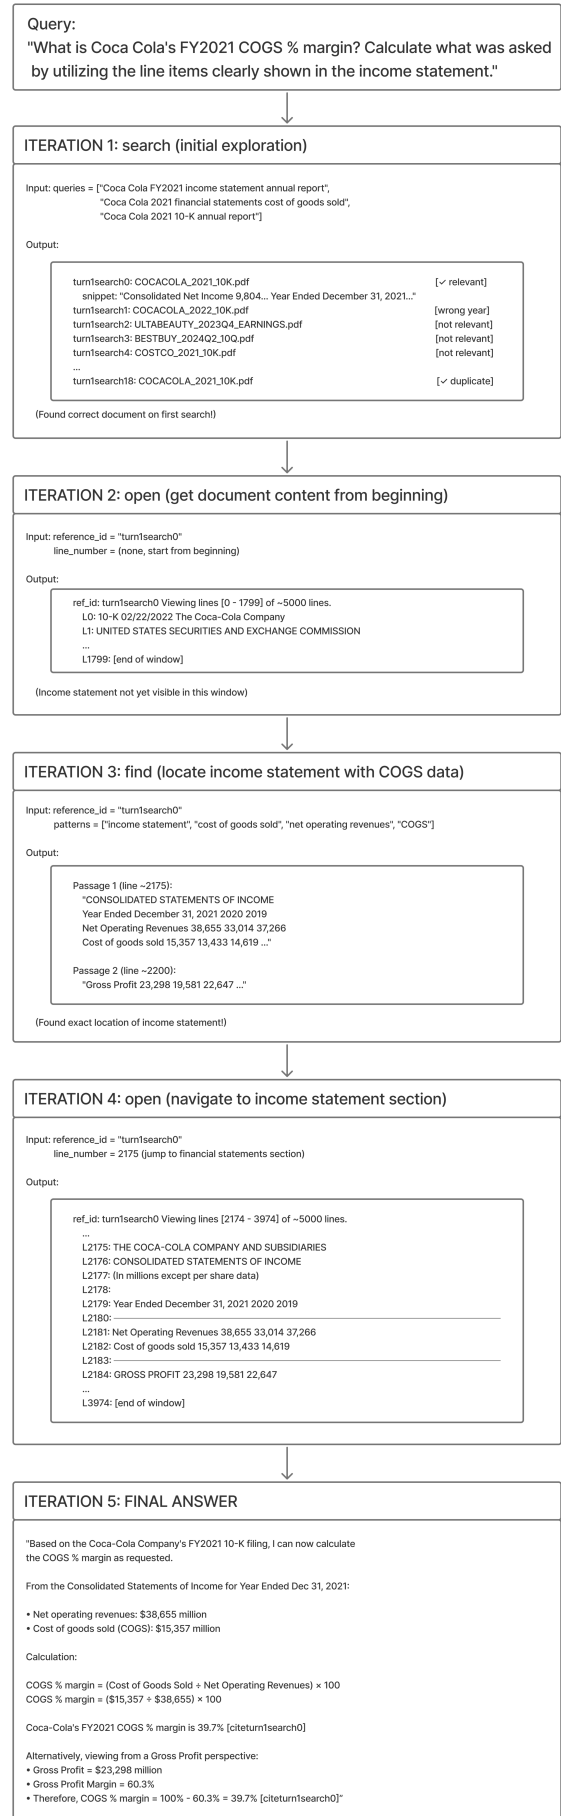 Query:
"What is Coca Cola's FY2021 COGS % margin? Calculate what was asked
by utilizing the line items clearly shown in the income statement."
ITERATION 1: search (initial exploration)
Input: queries = ["Coca Cola FY2021 income statement annual report",
"Coca Cola 2021 financial statements cost of goods sold",
"Coca Cola 2021 10-K annual report"]
Output:
turn1search0: COCACOLA_2021_10K.pdf [✓ relevant]
snippet: "Consolidated Net Income 9,804... Year Ended December 31, 2021..."
turn1search1: COCACOLA_2022_10K.pdf [wrong year]
turn1search2: ULTABEAUTY_2023Q4_EARNINGS.pdf [not relevant]
turn1search3: BESTBUY_2024Q2_10Q.pdf [not relevant]
turn1search4: COSTCO_2021_10K.pdf [not relevant]
...
turn1search18: COCACOLA_2021_10K.pdf [✓ duplicate]
(Found correct document on first search!)
ITERATION 2: open (get document content from beginning)
Input: reference_id = "turn1search0"
line_number = (none, start from beginning)
Output:
ref_id: turn1search0 Viewing lines [0 - 1799] of ~5000 lines.
L0: 10-K 02/22/2022 The Coca-Cola Company
L1: UNITED STATES SECURITIES AND EXCHANGE COMMISSION
...
L1799: [end of window]
(Income statement not yet visible in this window)
ITERATION 3: find (locate income statement with COGS data)
Input: reference_id = "turn1search0"
patterns = ["income statement", "cost of goods sold", "net operating revenues", "COGS"]
Output:
Passage 1 (line ~2175):
"CONSOLIDATED STATEMENTS OF INCOME
Year Ended December 31, 2021 2020 2019
Net Operating Revenues 38,655 33,014 37,266
Cost of goods sold 15,357 13,433 14,619 ..."
Passage 2 (line ~2200):
"Gross Profit 23,298 19,581 22,647 ..."
(Found exact location of income statement!)
ITERATION 4: open (navigate to income statement section)
Input: reference_id = "turn1search0"
line_number = 2175 (jump to financial statements section)
Output:
ref_id: turn1search0 Viewing lines [2174 - 3974] of ~5000 lines.
...
L2175: THE COCA-COLA COMPANY AND SUBSIDIARIES
L2176: CONSOLIDATED STATEMENTS OF INCOME
L2177: (In millions except per share data)
L2178:
L2179: Year Ended December 31, 2021 2020 2019
L2180:
L2181: Net Operating Revenues 38,655 33,014 37,266
L2182: Cost of goods sold 15,357 13,433 14,619
L2183:
L2184: GROSS PROFIT 23,298 19,581 22,647
...
L3974: [end of window]
ITERATION 5: FINAL ANSWER
"Based on the Coca-Cola Company's FY2021 10-K filing, I can now calculate
the COGS % margin as requested.
From the Consolidated Statements of Income for Year Ended Dec 31, 2021:
• Net operating revenues: $38,655 million
• Cost of goods sold (COGS): $15,357 million
Calculation:
COGS % margin = (Cost of Goods Sold ÷ Net Operating Revenues) × 100
COGS % margin = ($15,357 ÷ $38,655) × 100
Coca-Cola's FY2021 COGS % margin is 39.7% [citeturn1search0]
Alternatively, viewing from a Gross Profit perspective:
• Gross Profit = $23,298 million
• Gross Profit Margin = 60.3%
• Therefore, COGS % margin = 100% - 60.3% = 39.7% [citeturn1search0]"